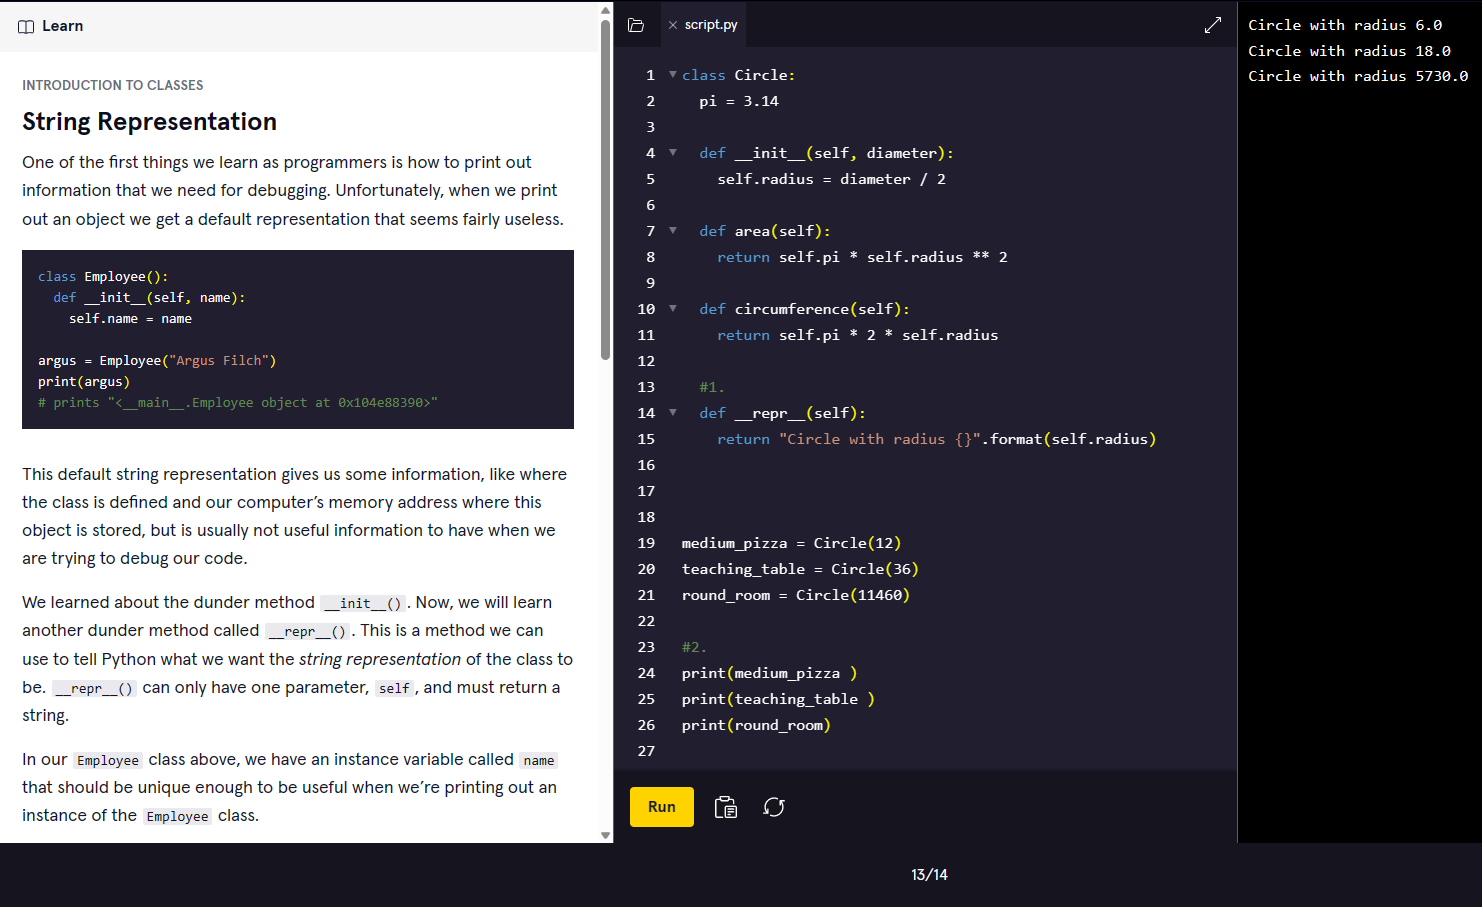 Learn
INTRODUCTION TO CLASSES
String Representation
One of the first things we learn as programmers is how to print out
information that we need for debugging. Unfortunately, when we print
out an object we get a default representation that seems fairly useless.
class Employee():
  def __init__(self, name):
    self.name = name
argus = Employee("Argus Filch")
print(argus)
# prints "<__main__.Employee object at 0x104e88390>"
This default string representation gives us some information, like where
the class is defined and our computer’s memory address where this
object is stored, but is usually not useful information to have when we
are trying to debug our code.
We learned about the dunder method __init__(). Now, we will learn
another dunder method called __repr__(). This is a method we can
use to tell Python what we want the string representation of the class to
be. __repr__() can only have one parameter, self, and must return a
string.
In our Employee class above, we have an instance variable called name
that should be unique enough to be useful when we’re printing out an
instance of the Employee class.
script.py
1 class Circle:
2   pi = 3.14
3
4   def __init__(self, diameter):
5     self.radius = diameter / 2
6
7   def area(self):
8     return self.pi * self.radius ** 2
9
10   def circumference(self):
11     return self.pi * 2 * self.radius
12
13   #1.
14   def __repr__(self):
15     return "Circle with radius {}".format(self.radius)
16
17
18
19 medium_pizza = Circle(12)
20 teaching_table = Circle(36)
21 round_room = Circle(11460)
22
23 #2.
24 print(medium_pizza )
25 print(teaching_table )
26 print(round_room)
27
Run
Circle with radius 6.0
Circle with radius 18.0
Circle with radius 5730.0
13/14